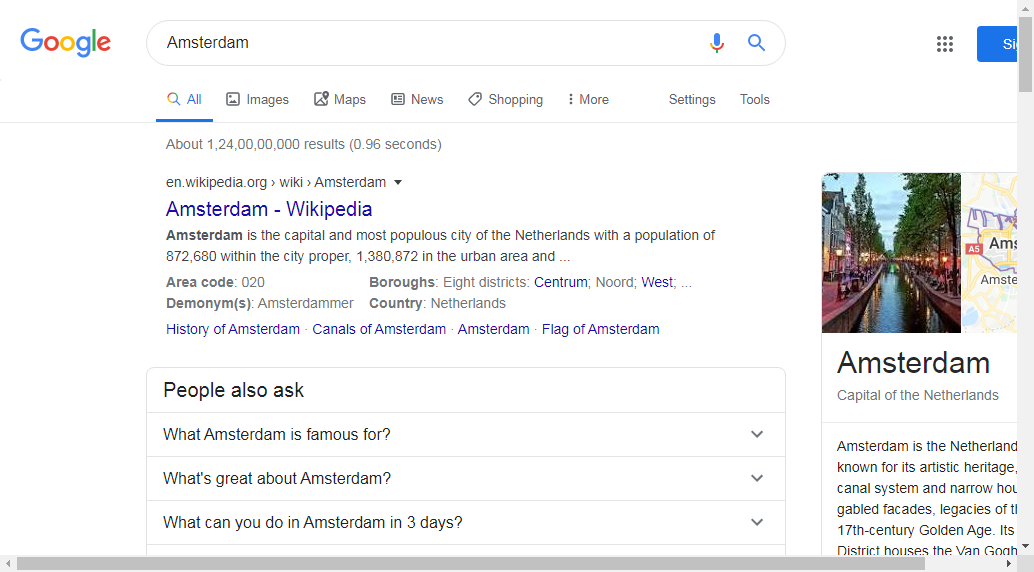 Google
Amsterdam
Si
All
Images
Maps
News
Shopping
More
Settings
Tools
About 1,24,00,00,000 results (0.96 seconds)
en.wikipedia.org › wiki › Amsterdam
Amsterdam - Wikipedia
Amsterdam is the capital and most populous city of the Netherlands with a population of
872,680 within the city proper, 1,380,872 in the urban area and ...
Area code: 020
Boroughs: Eight districts: Centrum; Noord; West; ...
Demonym(s): Amsterdammer
Country: Netherlands
History of Amsterdam · Canals of Amsterdam · Amsterdam · Flag of Amsterdam
People also ask
What Amsterdam is famous for?
What's great about Amsterdam?
What can you do in Amsterdam in 3 days?
A5
Ams
Amste
Amsterdam
Capital of the Netherlands
Amsterdam is the Netherland
known for its artistic heritage,
canal system and narrow hou
gabled facades, legacies of th
17th-century Golden Age. Its
District houses the Van Gogh